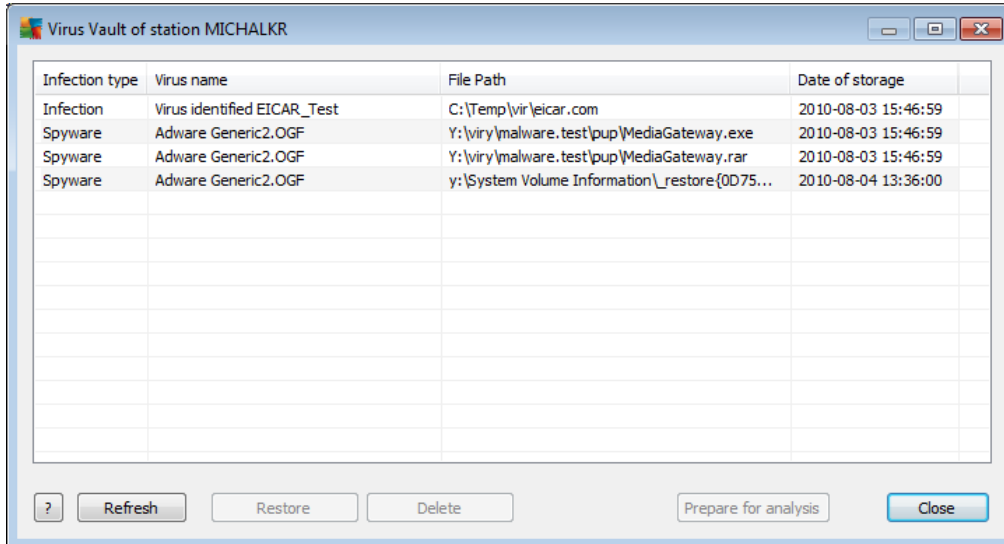 Virus Vault of station MICHALKR
Infection type Virus name File Path Date of storage
Infection Virus identified EICAR_Test C:\Temp\vir\eicar.com 2010-08-03 15:46:59
Spyware Adware Generic2.OGF Y:\viry\malware.test\pup\MediaGateway.exe 2010-08-03 15:46:59
Spyware Adware Generic2.OGF Y:\viry\malware.test\pup\MediaGateway.rar 2010-08-03 15:46:59
Spyware Adware Generic2.OGF y:\System Volume Information\_restore{0D75... 2010-08-04 13:36:00
? Refresh Restore Delete Prepare for analysis Close